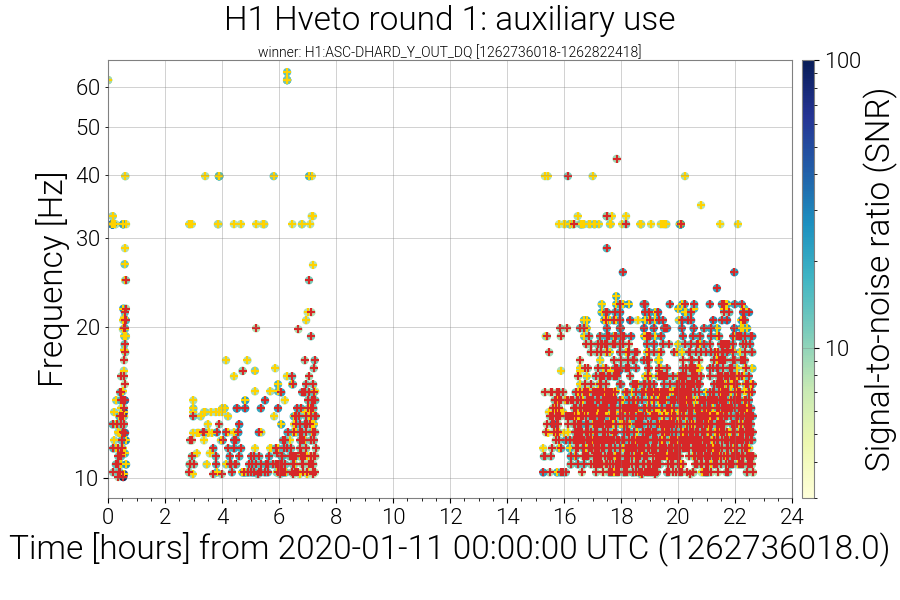 H1 Hveto round 1: auxiliary use
winner: H1:ASC-DHARD_Y_OUT_DQ [1262736018-1262822418]
Frequency [Hz]
60
50
40
30
20
10
0 2 4 6 8 10 12 14 16 18 20 22 24
Time [hours] from 2020-01-11 00:00:00 UTC (1262736018.0)
100
10
Signal-to-noise ratio (SNR)